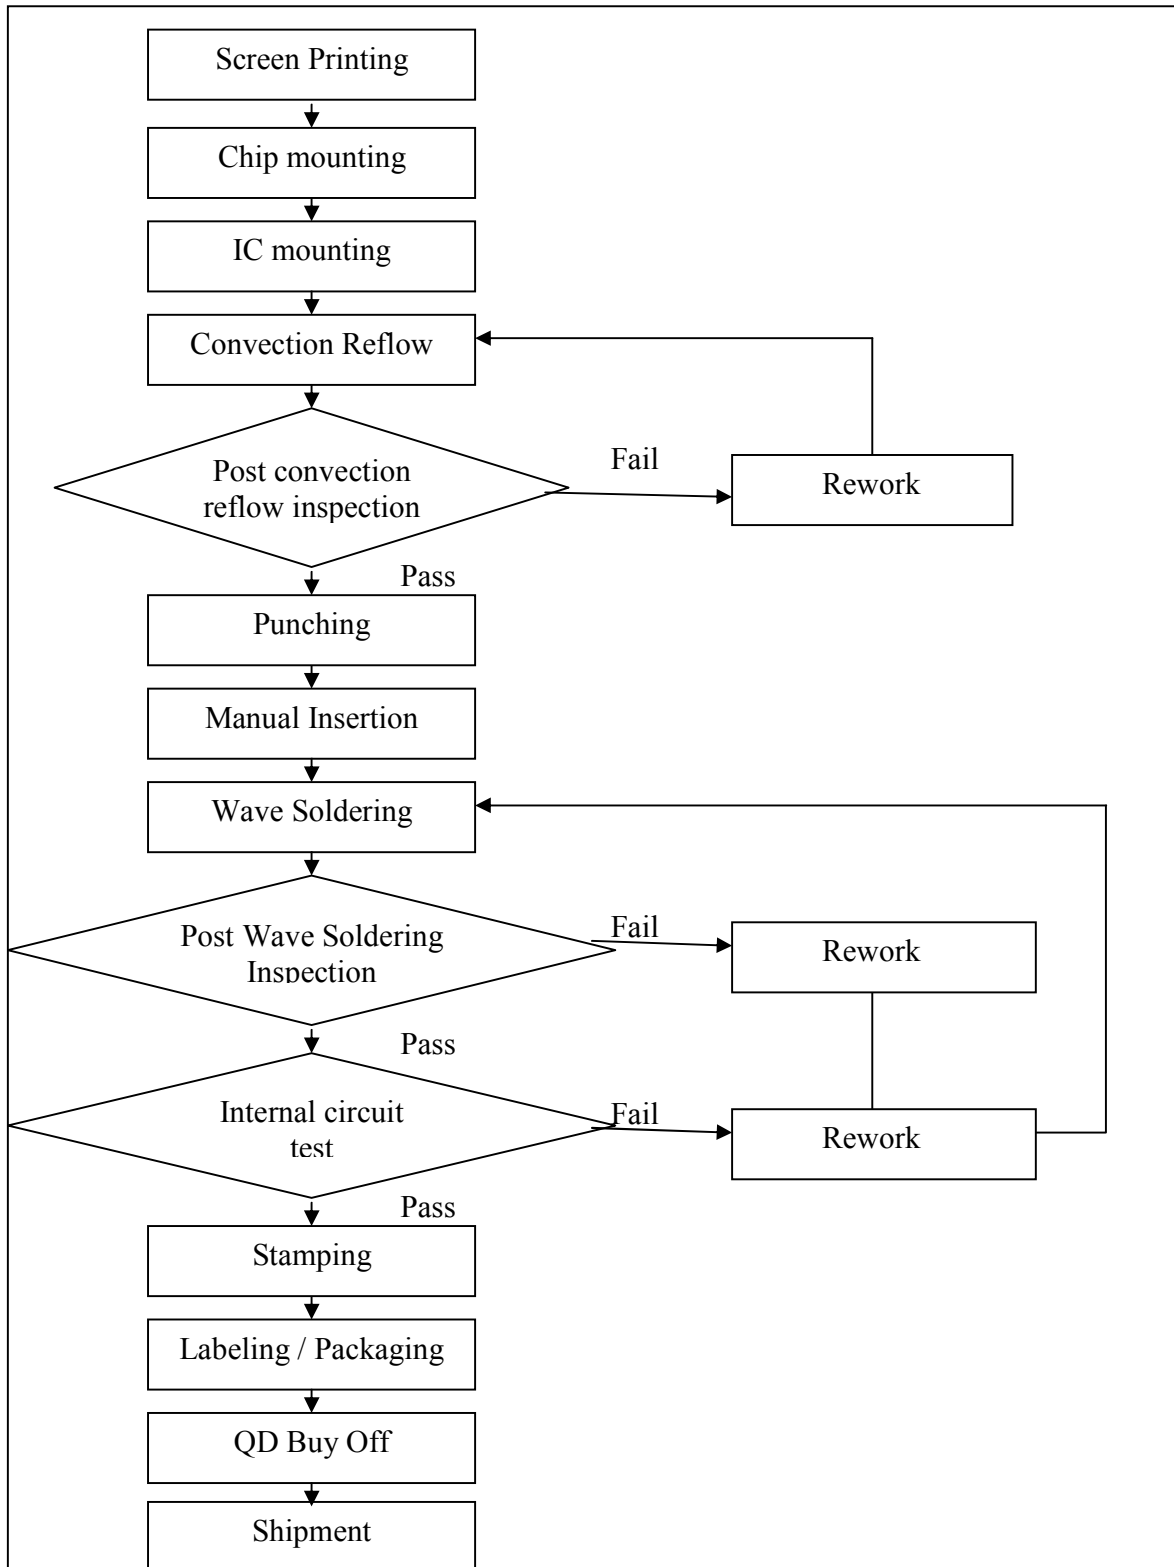 Screen Printing
Chip mounting
IC mounting
Convection Reflow
Post convection
reflow inspection
Fail
Rework
Pass
Punching
Manual Insertion
Wave Soldering
Post Wave Soldering
Inspection
Fail
Rework
Pass
Internal circuit
test
Fail
Rework
Pass
Stamping
Labeling / Packaging
QD Buy Off
Shipment